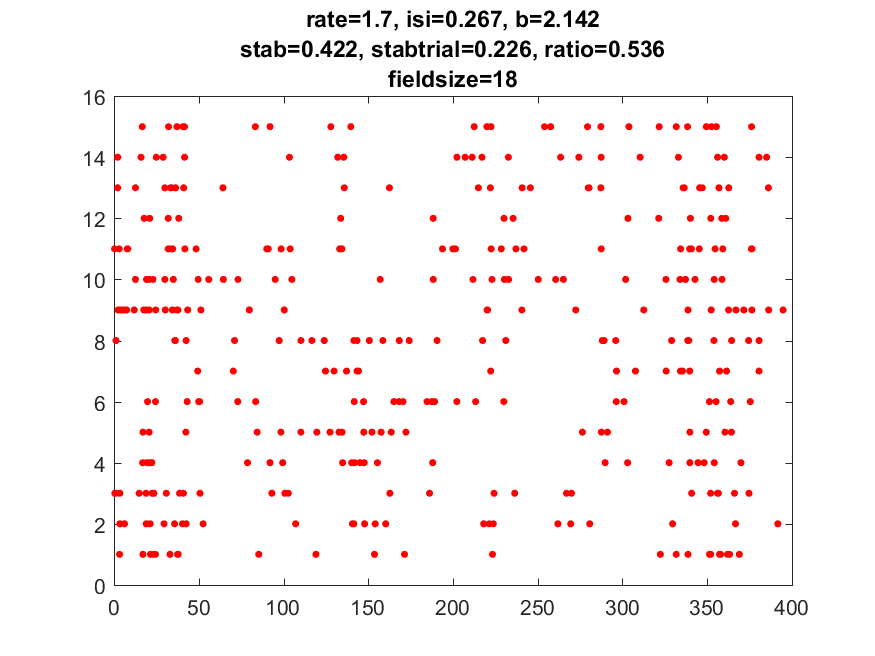 rate=1.7, isi=0.267, b=2.142
stab=0.422, stabtrial=0.226, ratio=0.536
fieldsize=18
16
14
12
10
8
6
4
2
0
0 50 100 150 200 250 300 350 400